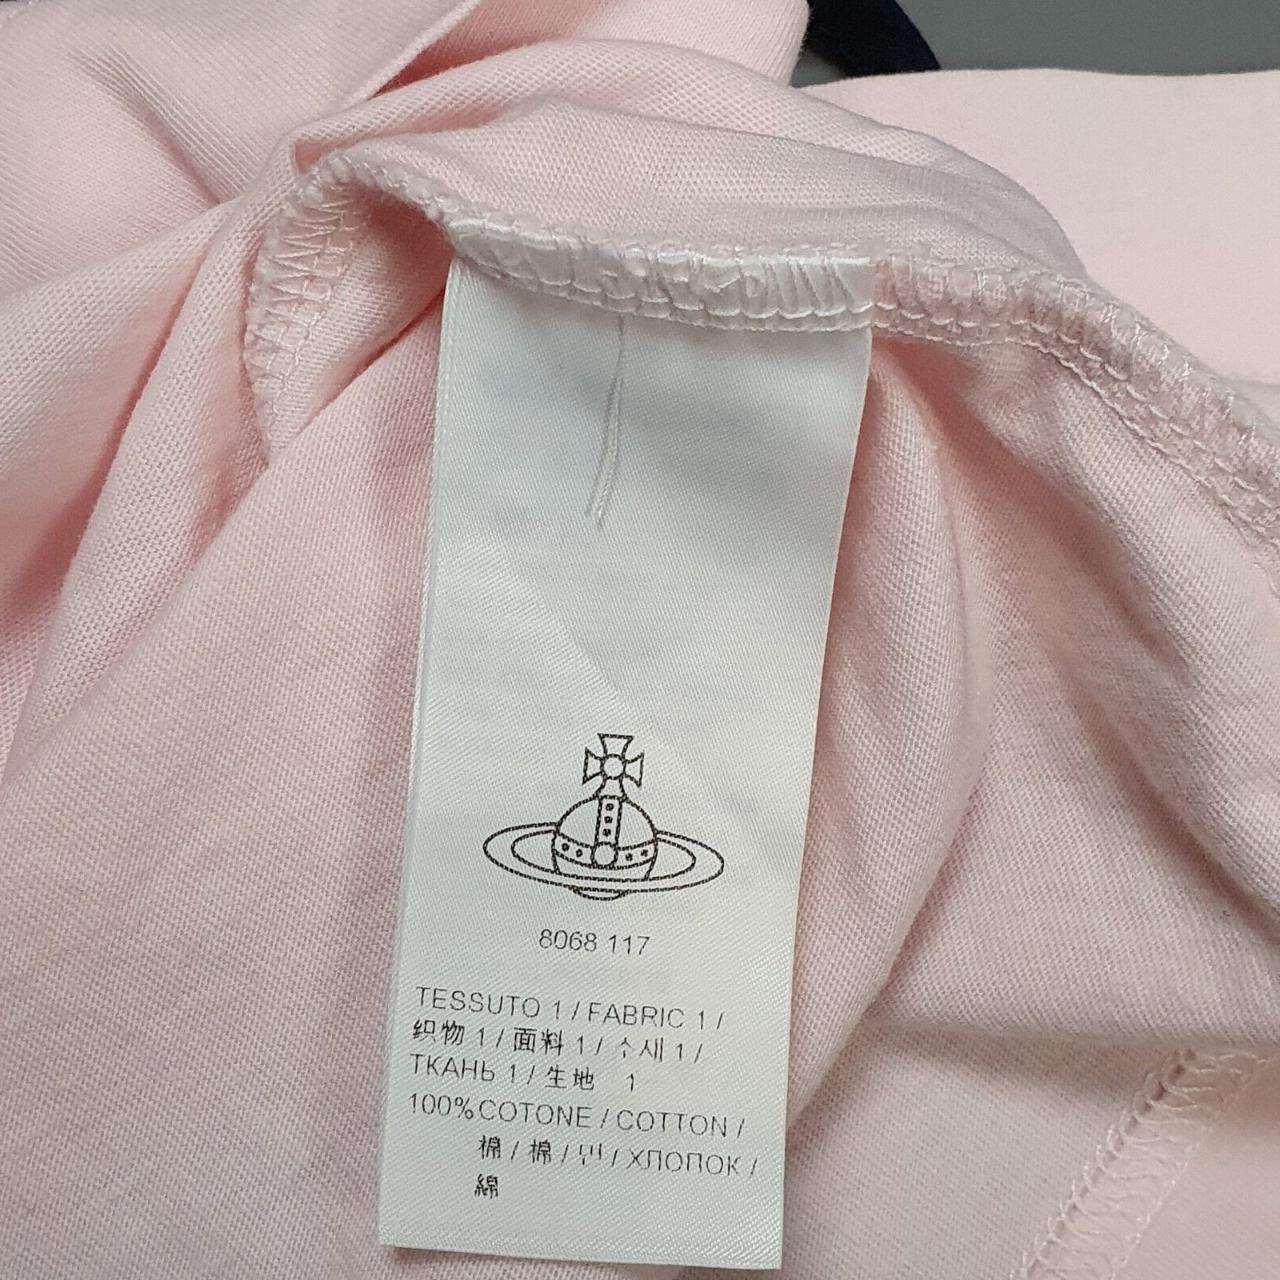 8068 117
TESSUTO 1 / FABRIC 1 /
织物 1 / 面料 1 / 소재 1 /
ТКАНЬ 1 / 生地 1
100% COTONE / COTTON /
棉 / 棉 / 면 / ХЛОПОК /
綿